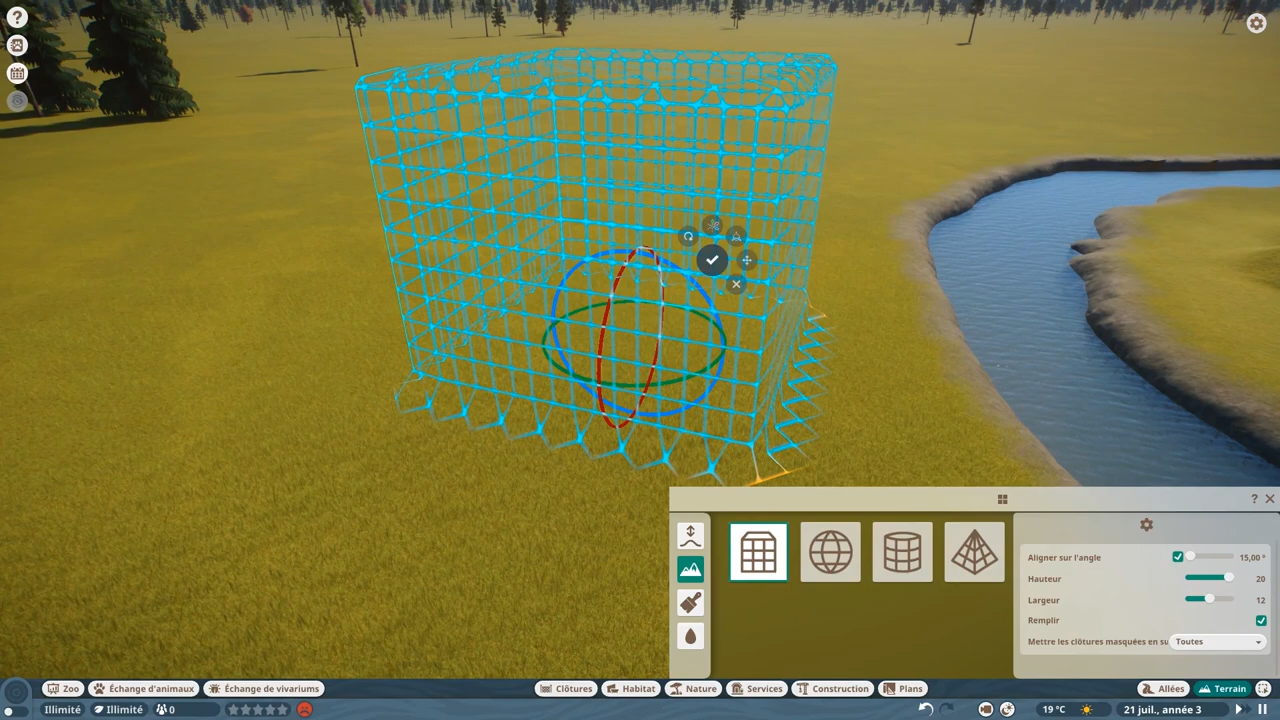 ?
? ×
Aligner sur l'angle 15,00 °
Hauteur 20
Largeur 12
Remplir
Mettre les clôtures masquées en su Toutes
Zoo Échange d'animaux Échange de vivariums Clôtures Habitat Nature Services Construction Plans Allées Terrain
Illimité Illimité 0 19 °C 21 juil., année 3